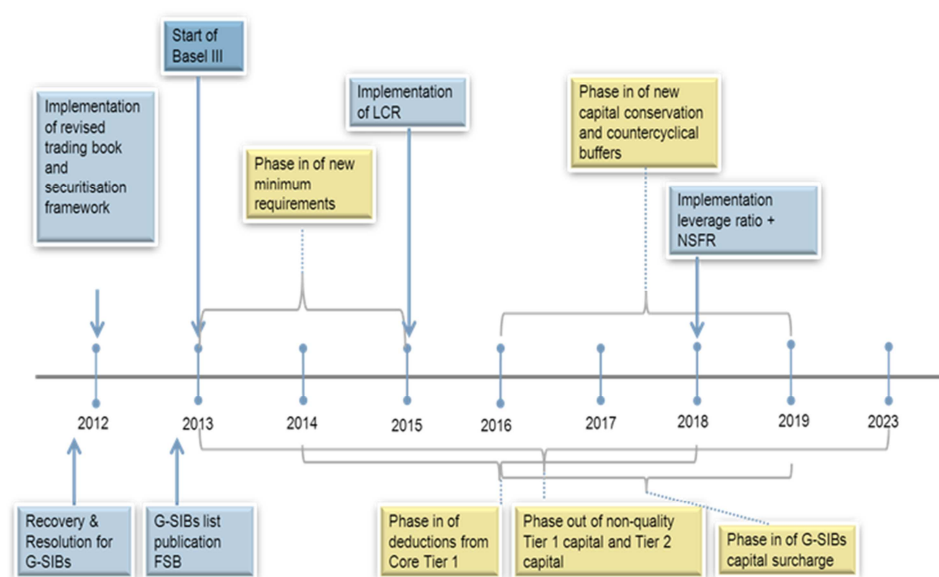 Start of
Basel III
Implementation
of revised
trading book
and
securitisation
framework
Phase in of new
minimum
requirements
Implementation
of LCR
Phase in of new
capital conservation
and countercyclical
buffers
Implementation
leverage ratio +
NSFR
2012
2013
2014
2015
2016
2017
2018
2019
2023
Recovery &
Resolution for
G-SIBs
G-SIBs list
publication
FSB
Phase in of
deductions from
Core Tier 1
Phase out of non-quality
Tier 1 capital and Tier 2
capital
Phase in of G-SIBs
capital surcharge